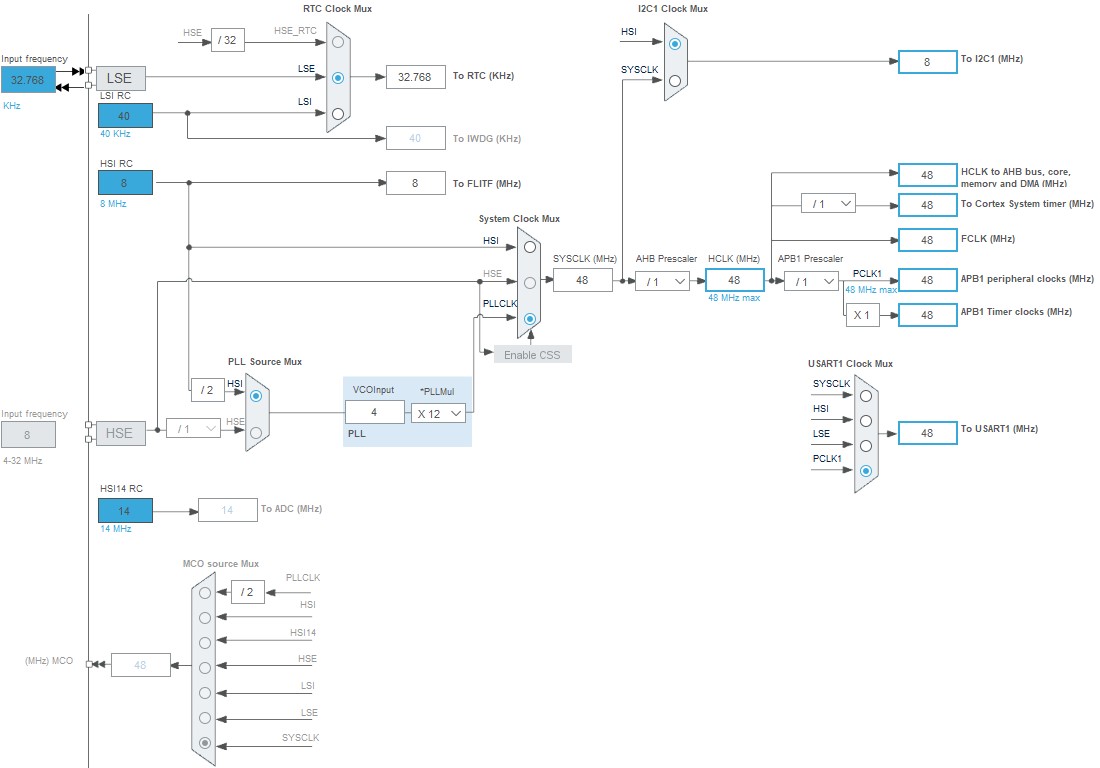 RTC Clock Mux
I2C1 Clock Mux
HSE
/ 32
HSE_RTC
HSI
Input frequency
32.768
KHz
LSE
LSE
32.768
To RTC (KHz)
SYSCLK
8
To I2C1 (MHz)
LSI RC
40
40 KHz
LSI
40
To IWDG (KHz)
HSI RC
8
8 MHz
8
To FLITF (MHz)
System Clock Mux
HSI
HSE
PLLCLK
Enable CSS
SYSCLK (MHz)
48
AHB Prescaler
/ 1
HCLK (MHz)
48
48 MHz max
APB1 Prescaler
/ 1
48
HCLK to AHB bus, core,
memory and DMA (MHz)
/ 1
48
To Cortex System timer (MHz)
48
FCLK (MHz)
PCLK1
48 MHz max
48
APB1 peripheral clocks (MHz)
X 1
48
APB1 Timer clocks (MHz)
PLL Source Mux
/ 2
HSI
/ 1
HSE
VCOInput
*PLLMul
4
X 12
PLL
Input frequency
8
4-32 MHz
HSE
USART1 Clock Mux
SYSCLK
HSI
LSE
PCLK1
48
To USART1 (MHz)
HSI14 RC
14
14 MHz
14
To ADC (MHz)
MCO source Mux
/ 2
PLLCLK
HSI
HSI14
HSE
LSI
LSE
SYSCLK
(MHz) MCO
48